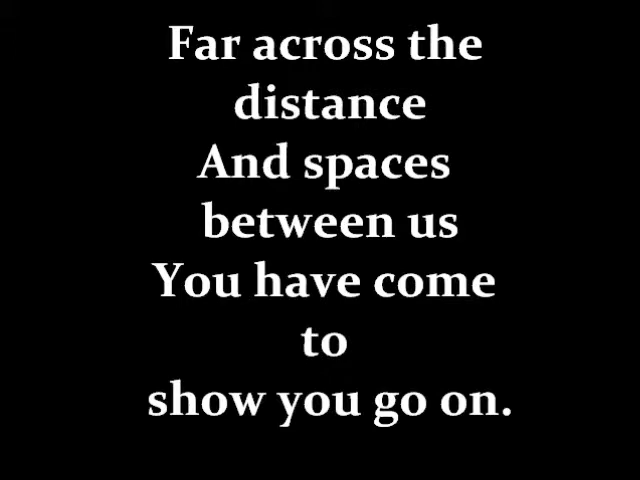 Far across the
distance
And spaces
between us
You have come
to
show you go on.